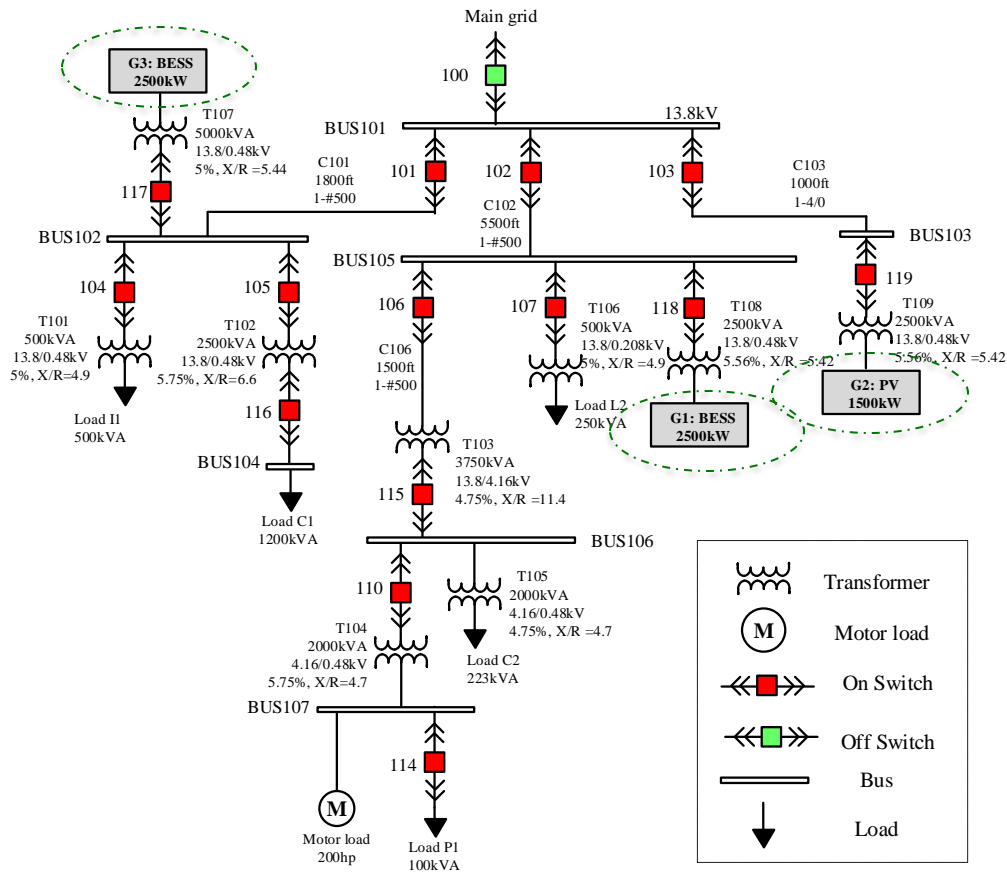 Main grid
G3: BESS
2500kW
100
T107
5000kVA
13.8/0.48kV
5%, X/R =5.44
117
BUS101
13.8kV
C101
1800ft
1-#500
101
102
103
C102
5500ft
1-#500
C103
1000ft
1-4/0
BUS102
BUS103
BUS105
104
105
106
107
118
119
T101
500kVA
13.8/0.48kV
5%, X/R=4.9
Load I1
500kVA
T102
2500kVA
13.8/0.48kV
5.75%, X/R=6.6
116
BUS104
Load C1
1200kVA
C106
1500ft
1-#500
T106
500kVA
13.8/0.208kV
5%, X/R =4.9
Load L2
250kVA
T108
2500kVA
13.8/0.48kV
5.56%, X/R =5.42
G1: BESS
2500kW
T109
2500kVA
13.8/0.48kV
5.56%, X/R =5.42
G2: PV
1500kW
T103
3750kVA
13.8/4.16kV
4.75%, X/R =11.4
115
BUS106
110
T105
2000kVA
4.16/0.48kV
4.75%, X/R =4.7
Load C2
223kVA
T104
2000kVA
4.16/0.48kV
5.75%, X/R=4.7
BUS107
114
M
Motor load
200hp
Load P1
100kVA
Transformer
M
Motor load
On Switch
Off Switch
Bus
Load